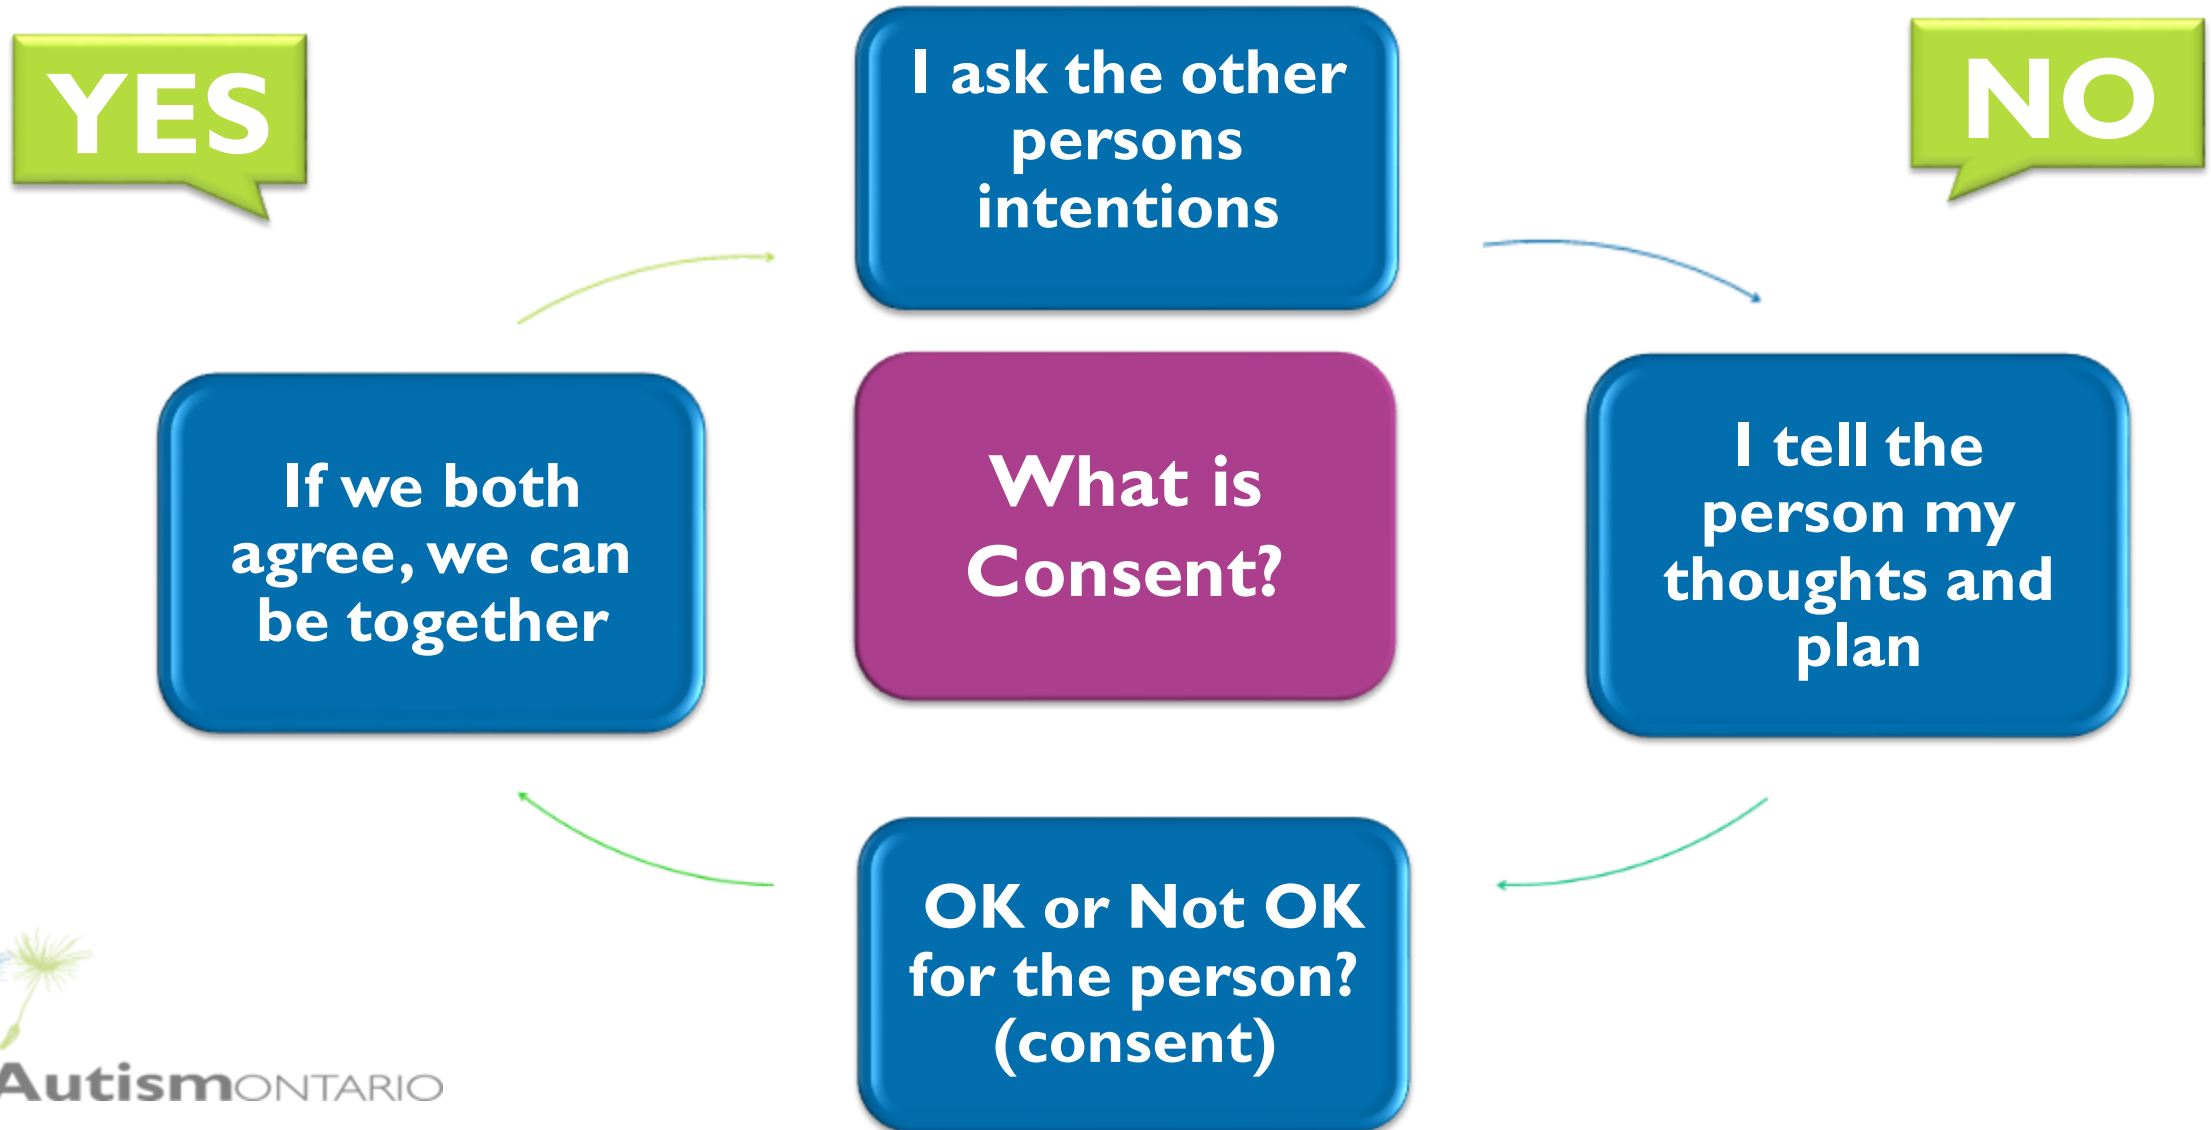 YES
NO
I ask the other
persons
intentions
If we both
agree, we can
be together
What is
Consent?
I tell the
person my
thoughts and
plan
OK or Not OK
for the person?
(consent)
AutismONTARIO